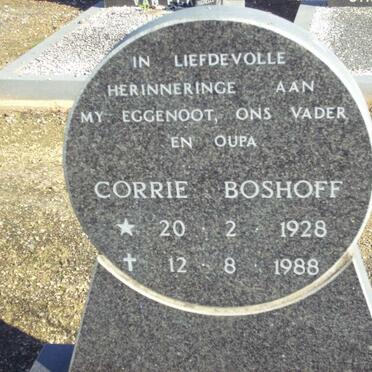 IN LIEFDEVOLLE
HERINNERINGE AAN
MY EGGENOOT, ONS VADER
EN OUPA
CORRIE BOSHOFF
★ 20 · 2 · 1928
✝ 12 · 8 · 1988